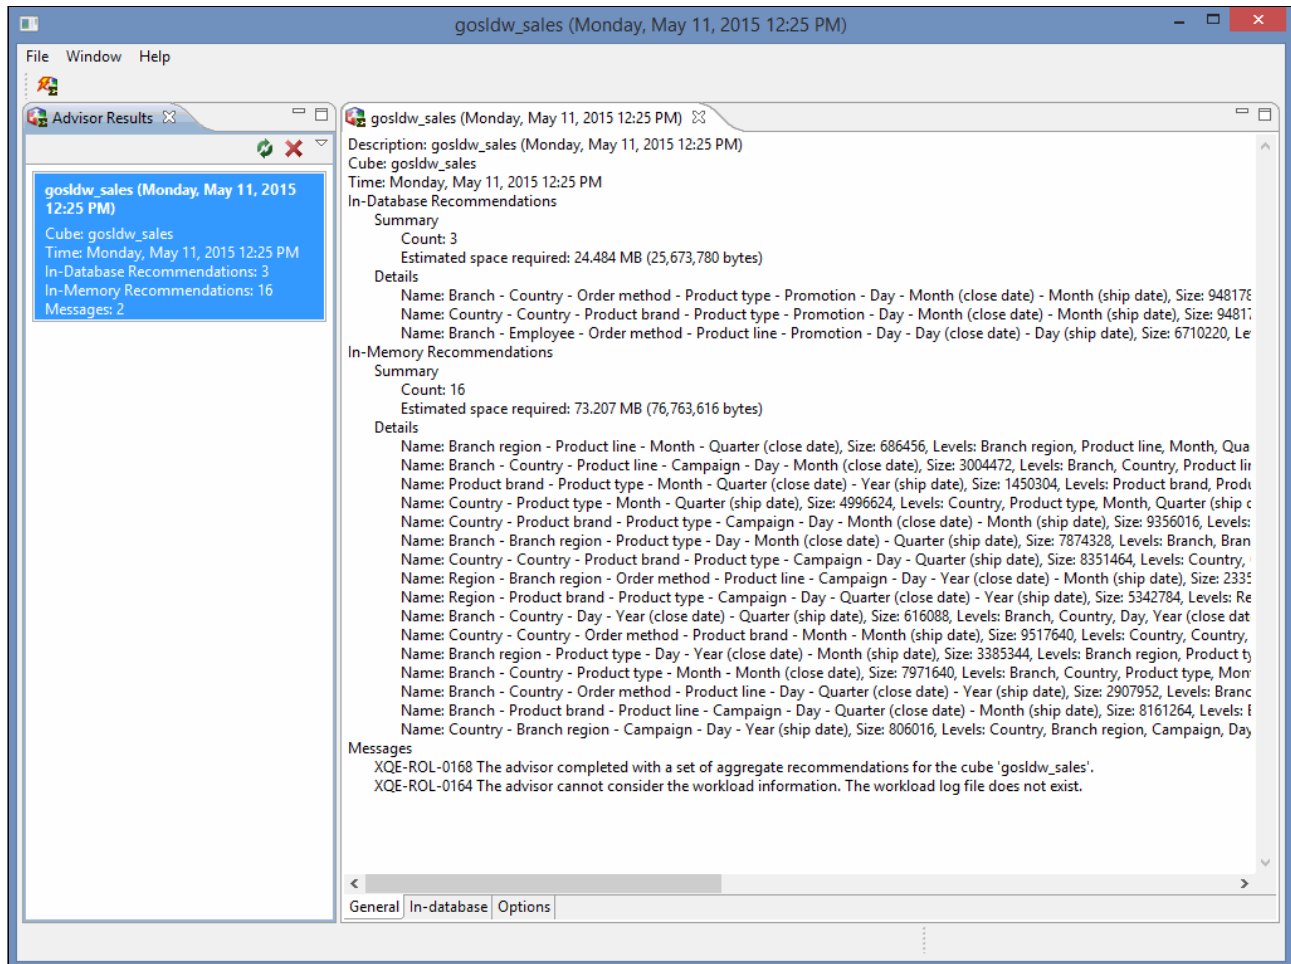 gosldw_sales (Monday, May 11, 2015 12:25 PM)
File Window Help
Advisor Results
gosldw_sales (Monday, May 11, 2015
12:25 PM)
Cube: gosldw_sales
Time: Monday, May 11, 2015 12:25 PM
In-Database Recommendations: 3
In-Memory Recommendations: 16
Messages: 2
gosldw_sales (Monday, May 11, 2015 12:25 PM)
Description: gosldw_sales (Monday, May 11, 2015 12:25 PM)
Cube: gosldw_sales
Time: Monday, May 11, 2015 12:25 PM
In-Database Recommendations
Summary
Count: 3
Estimated space required: 24.484 MB (25,673,780 bytes)
Details
Name: Branch - Country - Order method - Product type - Promotion - Day - Month (close date) - Month (ship date), Size: 948178
Name: Country - Country - Product brand - Product type - Promotion - Day - Month (close date) - Month (ship date), Size: 9481
Name: Branch - Employee - Order method - Product line - Promotion - Day - Day (close date) - Day (ship date), Size: 6710220, Le
In-Memory Recommendations
Summary
Count: 16
Estimated space required: 73.207 MB (76,763,616 bytes)
Details
Name: Branch region - Product line - Month - Quarter (close date), Size: 686456, Levels: Branch region, Product line, Month, Qua
Name: Branch - Country - Product line - Campaign - Day - Month (close date), Size: 3004472, Levels: Branch, Country, Product li
Name: Product brand - Product type - Month - Quarter (close date) - Year (ship date), Size: 1450304, Levels: Product brand, Prod
Name: Country - Product type - Month - Quarter (ship date), Size: 4996624, Levels: Country, Product type, Month, Quarter (ship
Name: Country - Product brand - Product type - Campaign - Day - Month (close date) - Month (ship date), Size: 9356016, Levels:
Name: Branch - Branch region - Product type - Day - Month (close date) - Quarter (ship date), Size: 7874328, Levels: Branch, Bran
Name: Country - Country - Product brand - Product type - Campaign - Day - Quarter (ship date), Size: 8351464, Levels: Country,
Name: Region - Branch region - Order method - Product line - Campaign - Day - Year (close date) - Month (ship date), Size: 2335
Name: Region - Product brand - Product type - Campaign - Day - Quarter (close date) - Year (ship date), Size: 5342784, Levels: Re
Name: Branch - Country - Day - Year (close date) - Quarter (ship date), Size: 616088, Levels: Branch, Country, Day, Year (close dat
Name: Country - Country - Order method - Product brand - Month - Month (ship date), Size: 9517640, Levels: Country, Country,
Name: Branch region - Product type - Day - Year (close date) - Month (ship date), Size: 3385344, Levels: Branch region, Product ty
Name: Branch - Country - Product type - Month - Month (close date), Size: 7971640, Levels: Branch, Country, Product type, Mon
Name: Branch - Country - Order method - Product line - Day - Quarter (close date) - Year (ship date), Size: 2907952, Levels: Branc
Name: Branch - Product brand - Product line - Campaign - Day - Quarter (close date) - Month (ship date), Size: 8161264, Levels:
Name: Country - Branch region - Campaign - Day - Year (ship date), Size: 806016, Levels: Country, Branch region, Campaign, Day
Messages
XQE-ROL-0168 The advisor completed with a set of aggregate recommendations for the cube 'gosldw_sales'.
XQE-ROL-0164 The advisor cannot consider the workload information. The workload log file does not exist.
General In-database Options